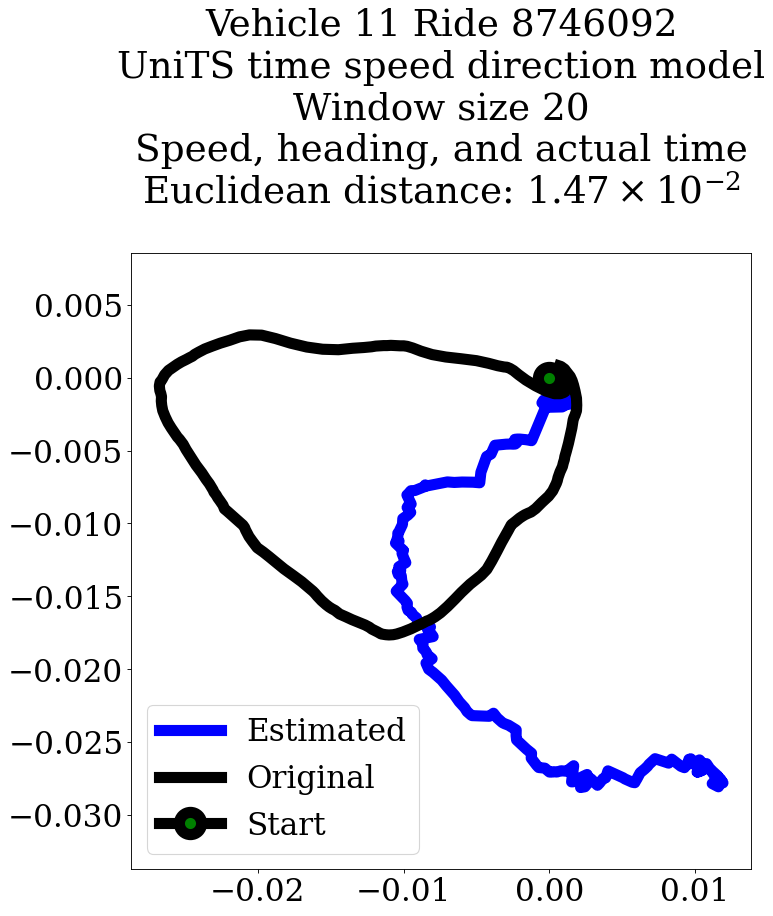 Vehicle 11 Ride 8746092
UniTS time speed direction model
Window size 20
Speed, heading, and actual time
Euclidean distance: 1.47 × 10⁻²
0.005
0.000
−0.005
−0.010
−0.015
−0.020
−0.025
−0.030
Estimated
Original
Start
−0.02 −0.01 0.00 0.01